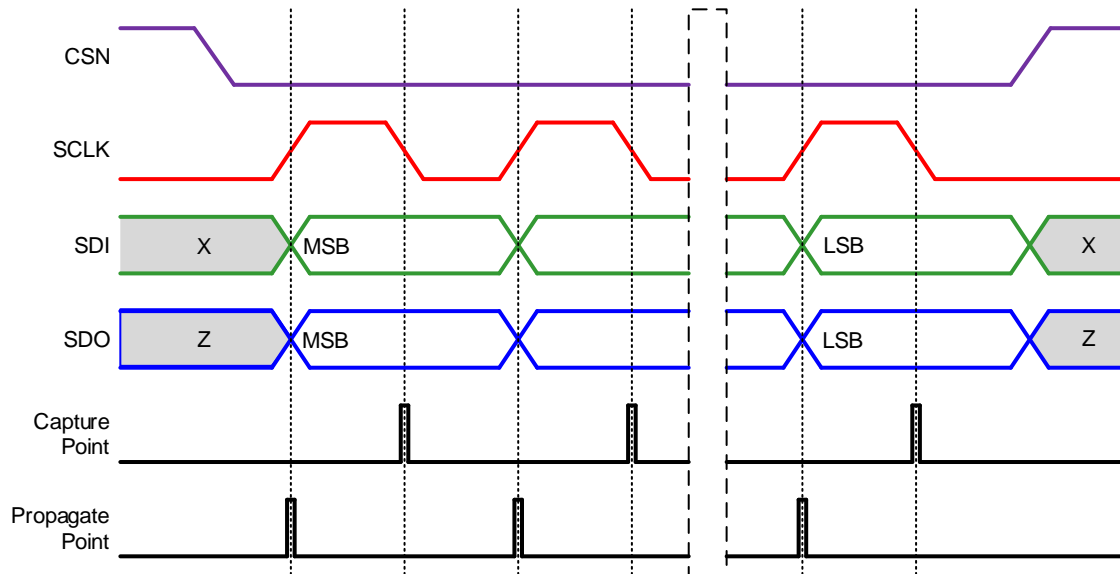 CSN
SCLK
SDI
X
MSB
LSB
X
SDO
Z
MSB
LSB
Z
Capture
Point
Propagate
Point